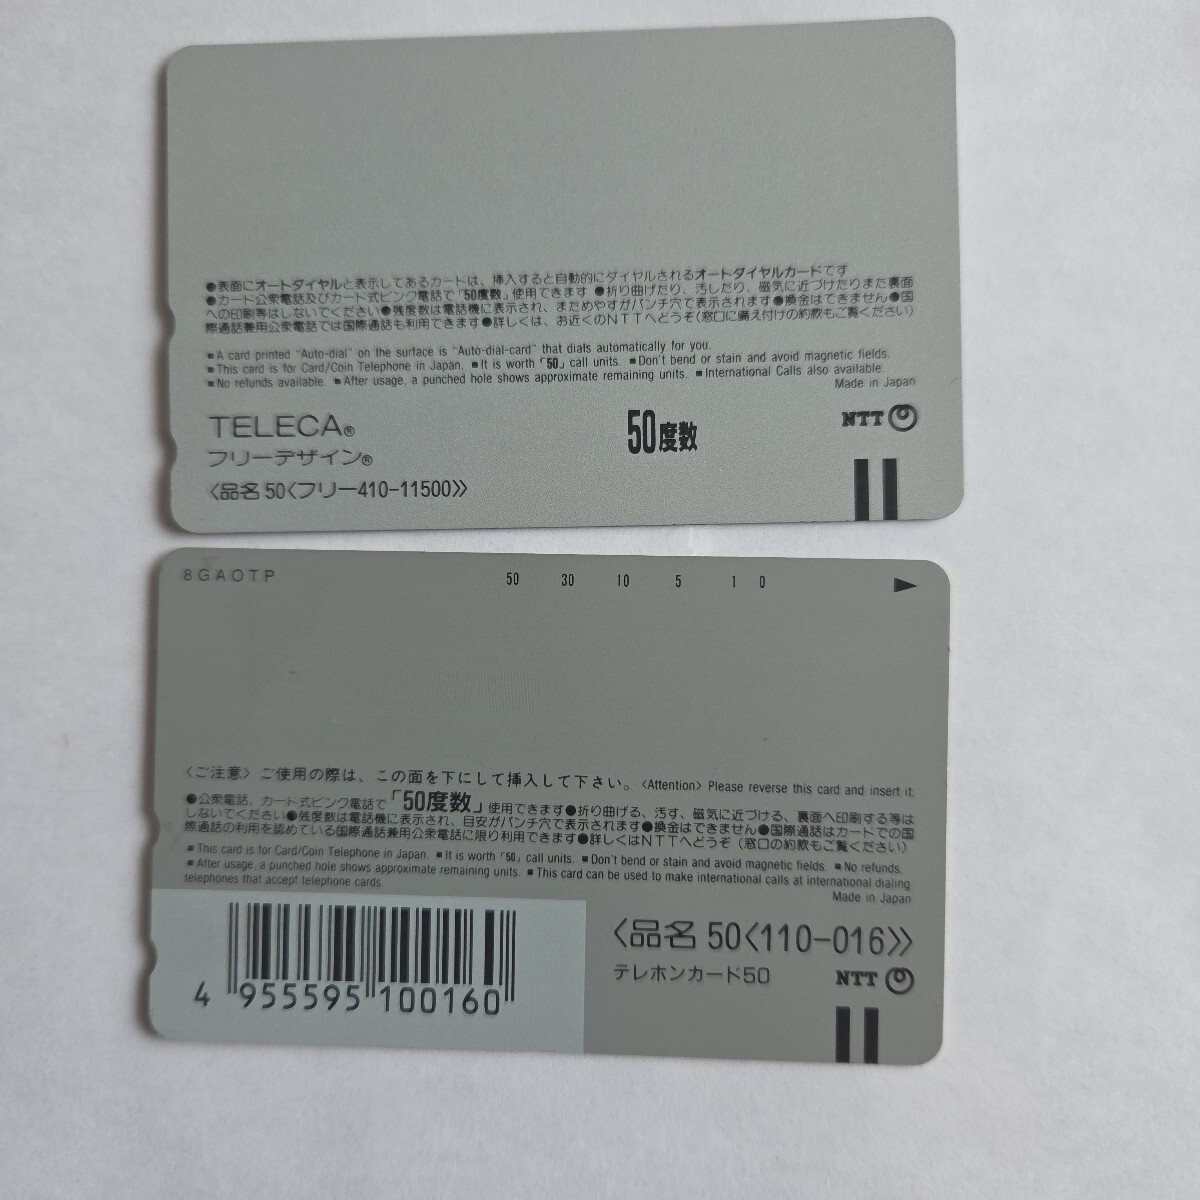 ●表面にオートダイヤルと表示してあるカードは、挿入すると自動的にダイヤルされるオートダイヤルカードです
●カード公衆電話及びカード式ピンク電話で「50度数」使用できます●折り曲げたり、汚したり、磁気に近づけたりまた裏面
への印刷等はしないでください●残度数は電話機に表示され、まためやすがパンチ穴で表示されます●換金はできません●国
際通話兼用公衆電話では国際通話も利用できます●詳しくは、お近くのNTTへどうぞ(窓口に備え付けの約款もご覧ください)
■A card printed "Auto-dial" on the surface is "Auto-dial-card" that dials automatically for you.
■This card is for Card/Coin Telephone in Japan. ■It is worth「50」call units. ■Don't bend or stain and avoid magnetic fields.
■No refunds available. ■After usage, a punched hole shows approximate remaining units. ■International Calls also available.
Made in Japan
TELECA®
50度数
NTT
フリーデザイン®
〈品名 50〈フリー410-11500〉〉
8GAOTP
50 30 10 5 1 0
〈ご注意〉ご使用の際は、この面を下にして挿入して下さい。〈Attention〉Please reverse this card and insert it.
●公衆電話、カード式ピンク電話で「50度数」使用できます●折り曲げる、汚す、磁気に近づける、裏面へ印刷する等は
しないでください●残度数は電話機に表示され、目安がパンチ穴で表示されます●換金はできません●国際通話はカードでの国
際通話の利用を認めている国際通話兼用公衆電話に限り利用できます●詳しくはNTTへどうぞ(窓口の約款もご覧ください)
■This card is for Card/Coin Telephone in Japan. ■It is worth「50」call units. ■Don't bend or stain and avoid magnetic fields. ■No refunds.
■After usage, a punched hole shows approximate remaining units. ■This card can be used to make international calls at international dialing
telephones that accept telephone cards.
Made in Japan
〈品名 50〈110-016〉〉
テレホンカード50
NTT
4 955595 100160